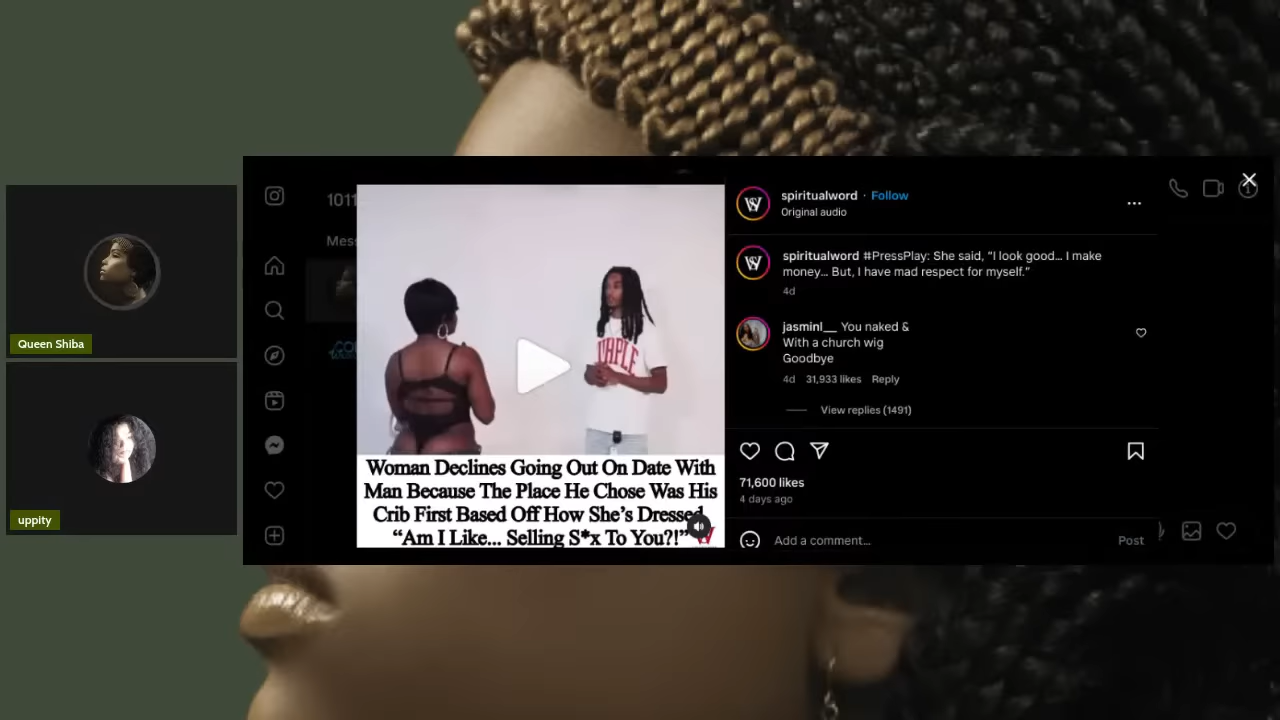 Queen Shiba
uppity
1011
Mess
Woman Declines Going Out On Date With
Man Because The Place He Chose Was His
Crib First Based Off How She's Dressed
“Am I Like... Selling S*x To You?!”
spiritualword · Follow
Original audio
spiritualword #PressPlay: She said, “I look good… I make
money… But, I have mad respect for myself.”
4d
jasminl__ You naked &
With a church wig
Goodbye
4d 31,933 likes Reply
View replies (1491)
71,600 likes
4 days ago
Add a comment…
Post